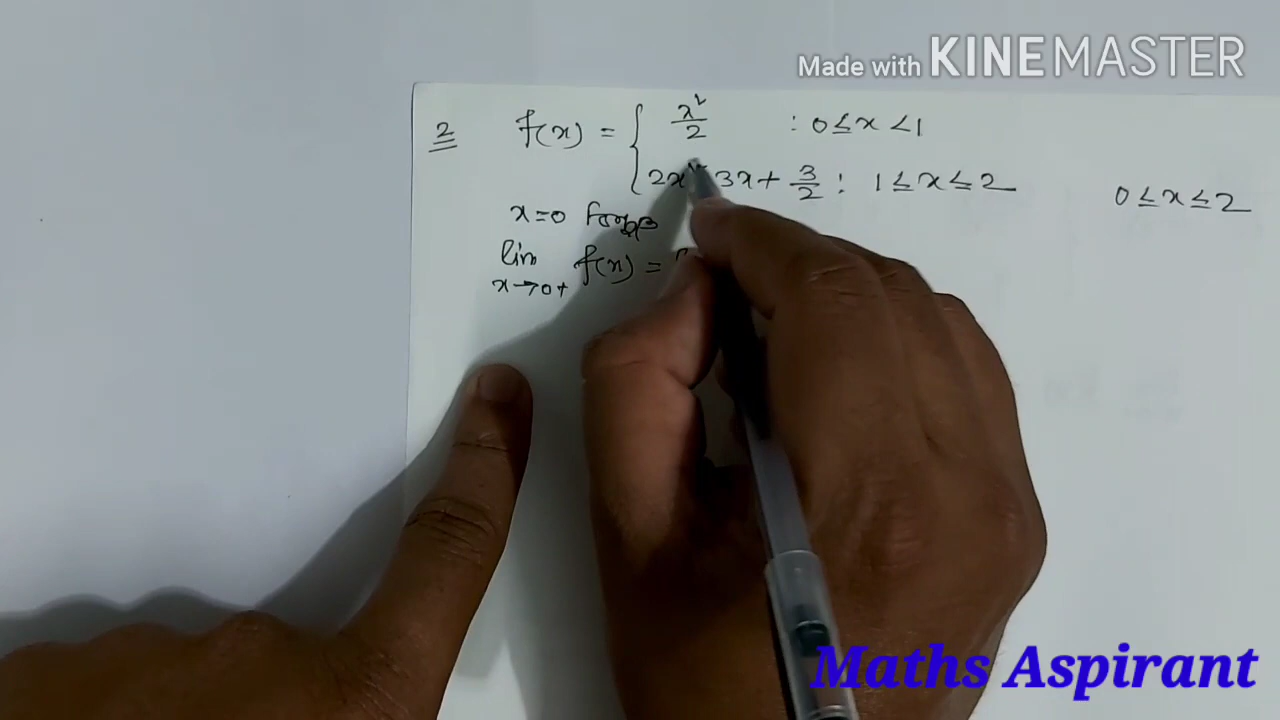 Made with KINEMASTER
2 f(x) = { x²/2 : 0 ≤ x < 1
2x² 3x + 3/2 : 1 ≤ x ≤ 2
0 ≤ x ≤ 2
x = 0
lim x→0+ f(x) =
Maths Aspirant